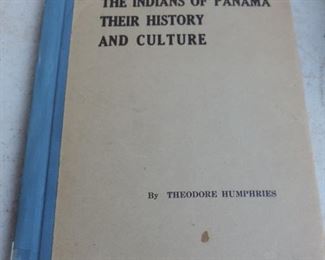 THE INDIANS OF PANAMA
THEIR HISTORY
AND CULTURE
By THEODORE HUMPHRIES